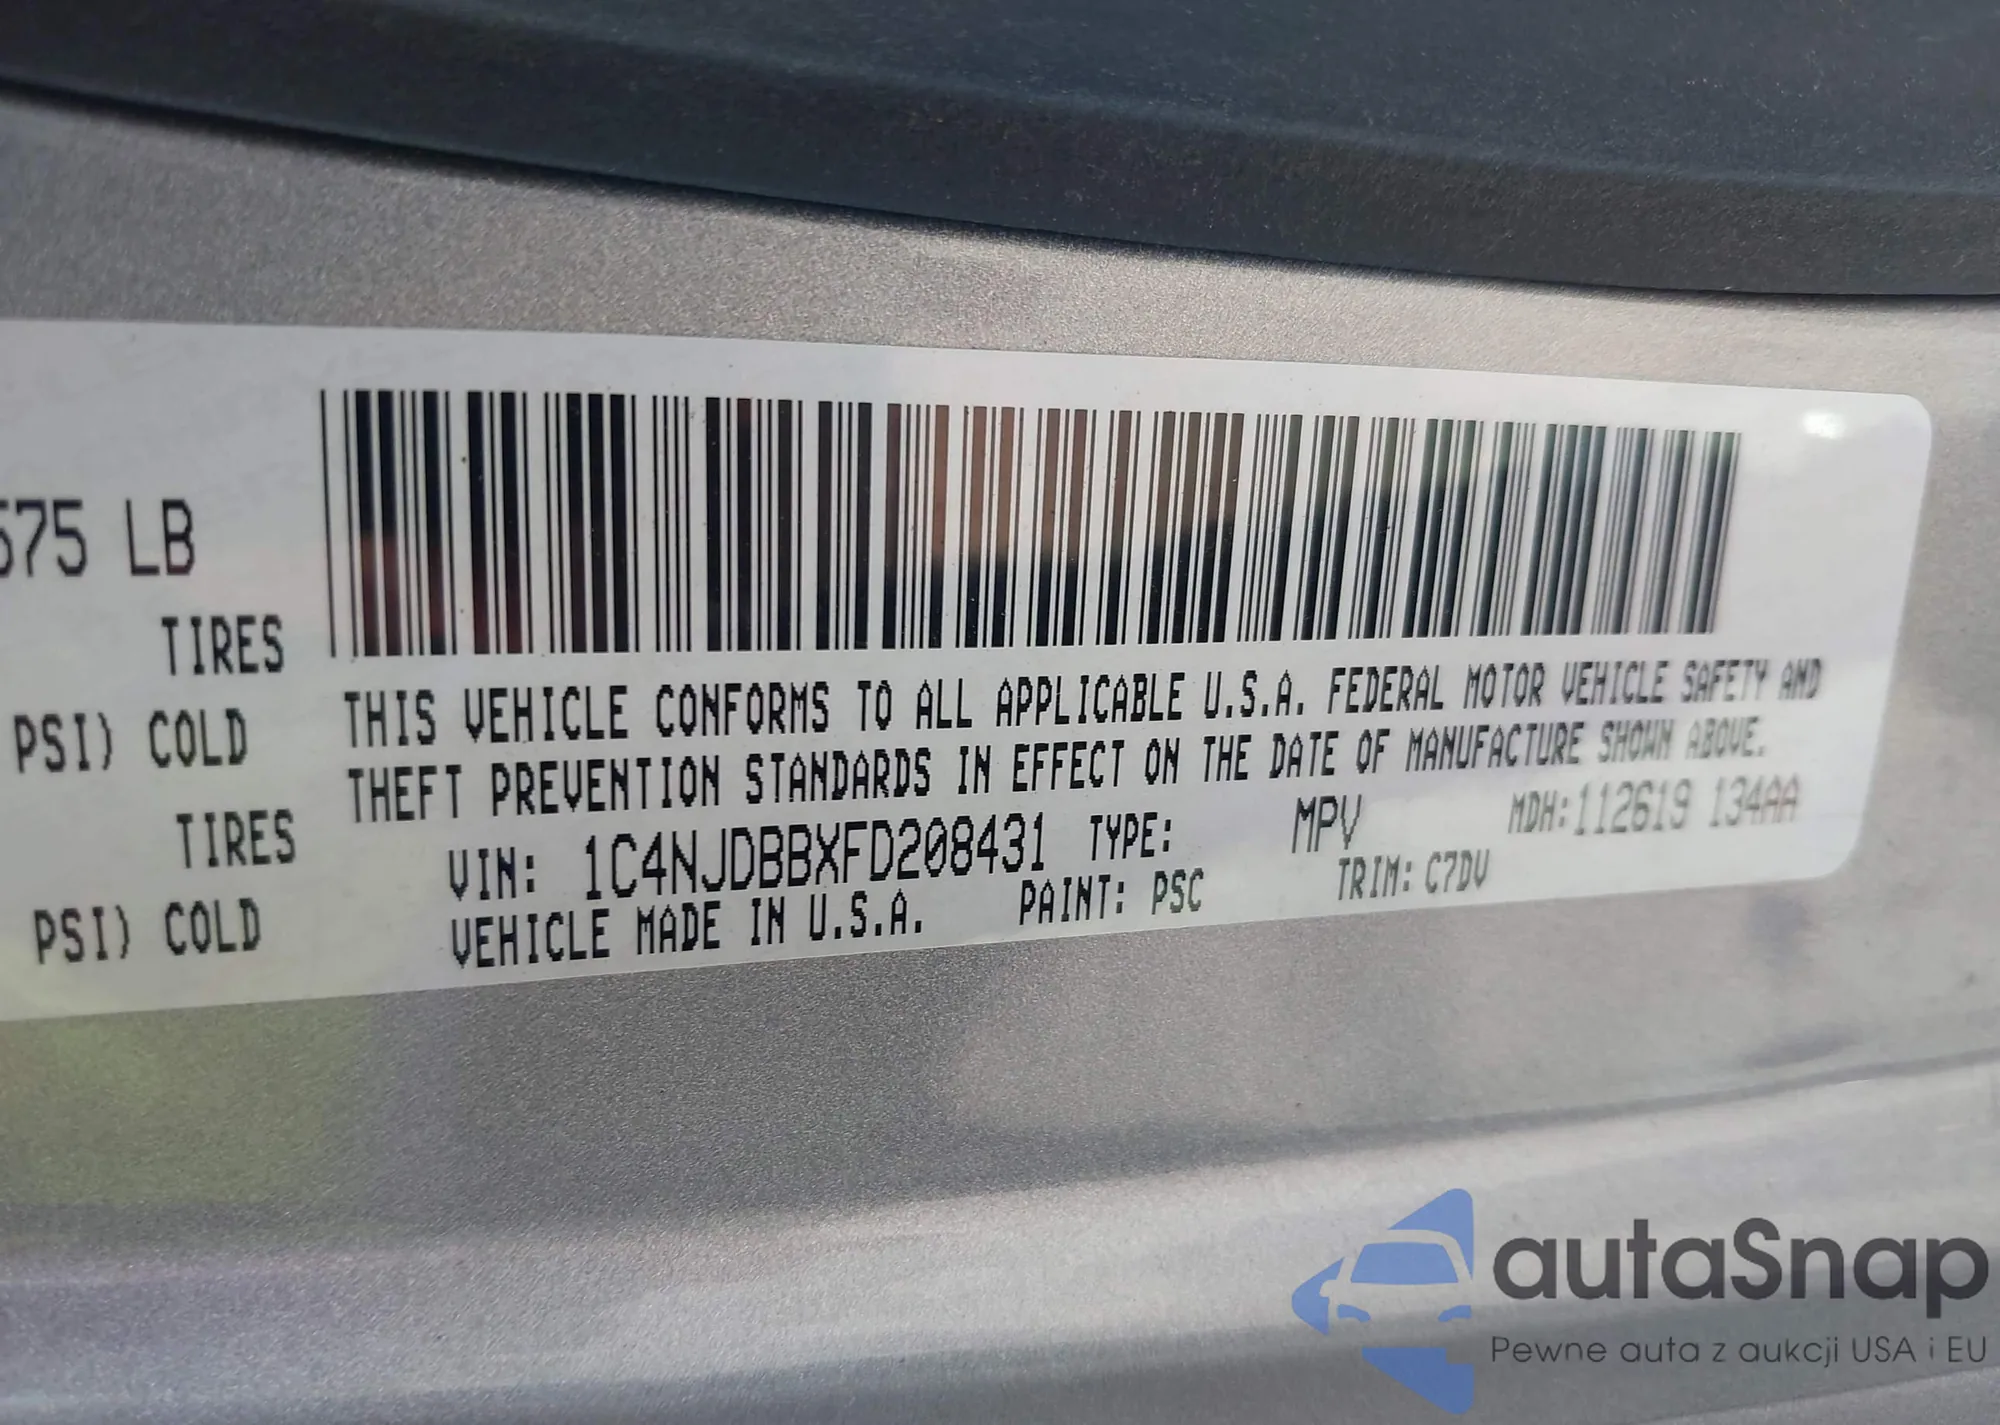 575 LB
TIRES
PSI) COLD
TIRES
PSI) COLD
THIS VEHICLE CONFORMS TO ALL APPLICABLE U.S.A. FEDERAL MOTOR VEHICLE SAFETY AND
THEFT PREVENTION STANDARDS IN EFFECT ON THE DATE OF MANUFACTURE SHOWN ABOVE.
VIN: 1C4NJDBBXFD208431 TYPE: MPV MDH:112619 134AA
VEHICLE MADE IN U.S.A. PAINT: PSC TRIM: C7DV
autaSnap
Pewne auta z aukcji USA i EU